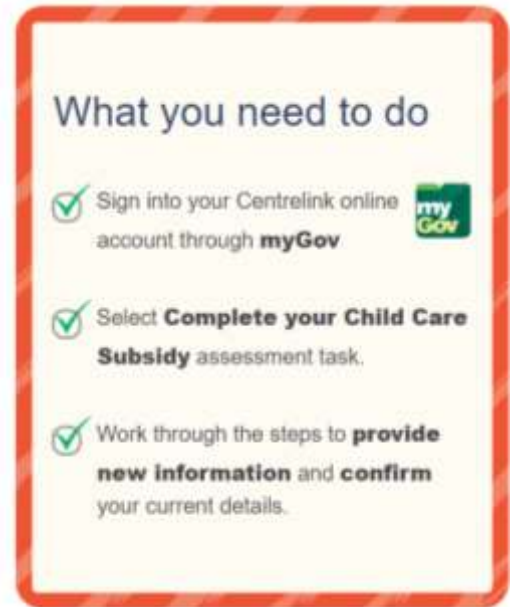 What you need to do
Sign into your Centrelink online
account through myGov
my
Gov
Select Complete your Child Care
Subsidy assessment task.
Work through the steps to provide
new information and confirm
your current details.